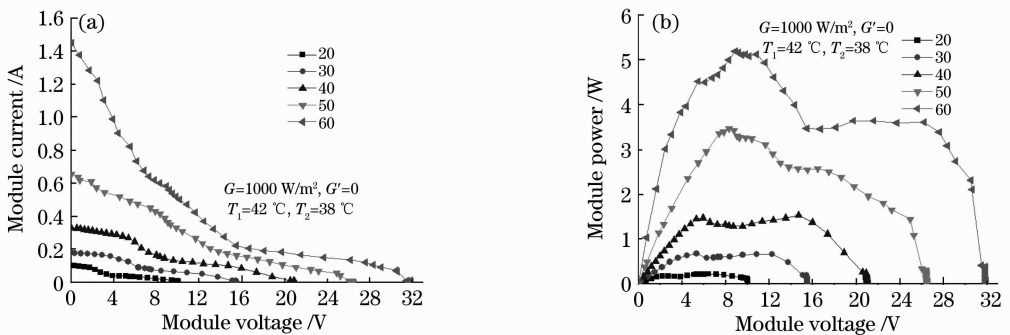 (a)
G=1000 W/m², G′=0
T₁=42 ℃, T₂=38 ℃
20
30
40
50
60
1.6
1.4
1.2
1.0
0.8
0.6
0.4
0.2
0
0 4 8 12 16 20 24 28 32
Module current /A
Module voltage /V
(b)
G=1000 W/m², G′=0
T₁=42 ℃, T₂=38 ℃
20
30
40
50
60
6
5
4
3
2
1
0
0 4 8 12 16 20 24 28 32
Module power /W
Module voltage /V